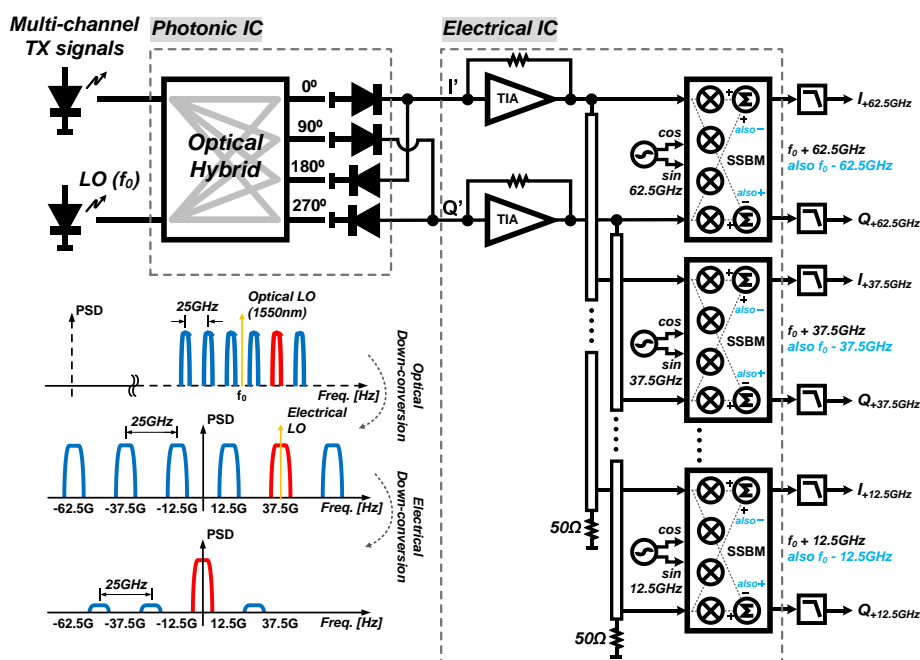 Multi-channel
TX signals
LO (f0)
Photonic IC
Optical
Hybrid
0º
90º
180º
270º
Electrical IC
I'
Q'
TIA
TIA
cos
sin
62.5GHz
+
Σ
+
also−
SSBM
also+
−
+
Σ
I+62.5GHz
f0 + 62.5GHz
also f0 - 62.5GHz
Q+62.5GHz
cos
sin
37.5GHz
+
Σ
+
also−
SSBM
also+
−
+
Σ
I+37.5GHz
f0 + 37.5GHz
also f0 - 37.5GHz
Q+37.5GHz
cos
sin
12.5GHz
+
Σ
+
also−
SSBM
also+
−
+
Σ
I+12.5GHz
f0 + 12.5GHz
also f0 - 12.5GHz
Q+12.5GHz
50Ω
50Ω
PSD
25GHz
Optical LO
(1550nm)
f0
Freq. [Hz]
Optical
Down-conversion
PSD
25GHz
Electrical
LO
-62.5G -37.5G -12.5G 12.5G 37.5G Freq. [Hz]
Electrical
Down-conversion
PSD
25GHz
-62.5G -37.5G -12.5G 12.5G 37.5G Freq. [Hz]